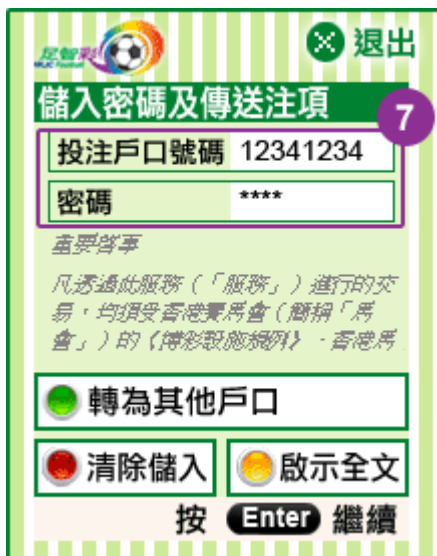 足智彩
HKJC Football
退出
儲入密碼及傳送注項
7
投注戶口號碼 12341234
密碼 ****
重要啓事
凡透過此服務（「服務」）進行的交
易，均須受香港賽馬會（簡稱「馬
會」）的《博彩設施規例》、香港馬
轉為其他戶口
清除儲入
啟示全文
按 Enter 繼續